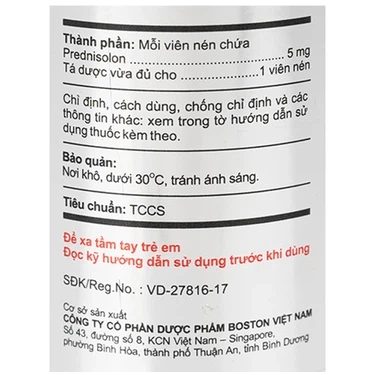 Thành phần: Mỗi viên nén chứa
Prednisolon 5 mg
Tá dược vừa đủ cho 1 viên nén
Chỉ định, cách dùng, chống chỉ định và các
thông tin khác: xem trong tờ hướng dẫn sử
dụng thuốc kèm theo.
Bảo quản:
Nơi khô, dưới 30°C, tránh ánh sáng.
Tiêu chuẩn: TCCS
Để xa tầm tay trẻ em
Đọc kỹ hướng dẫn sử dụng trước khi dùng
SĐK/Reg.No. : VD-27816-17
Cơ sở sản xuất
CÔNG TY CỔ PHẦN DƯỢC PHẨM BOSTON VIỆT NAM
Số 43, đường số 8, KCN Việt Nam – Singapore,
phường Bình Hòa, thành phố Thuận An, tỉnh Bình Dương